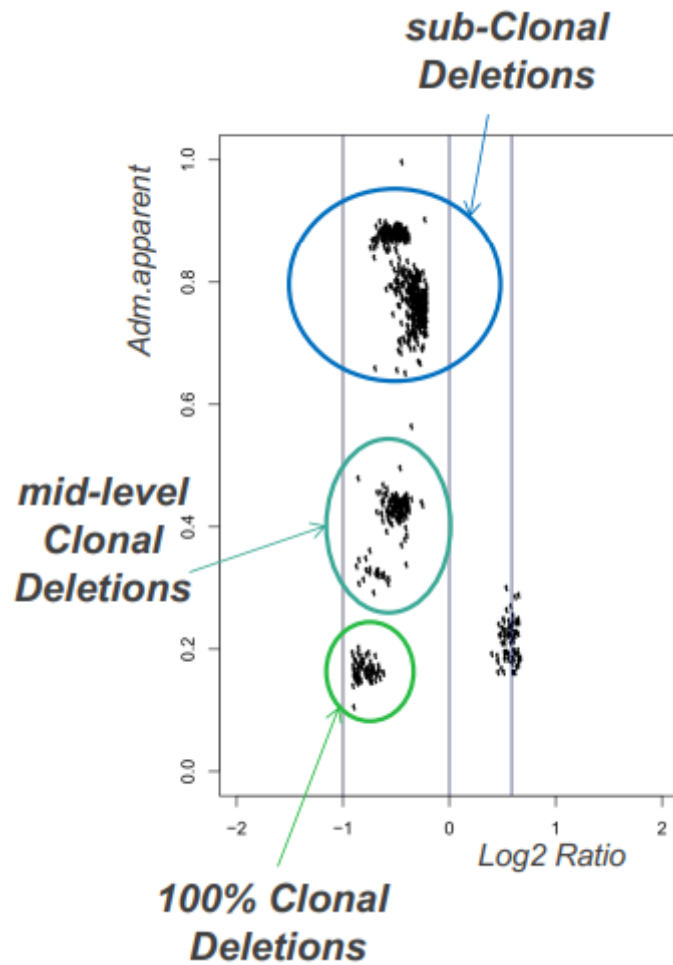 sub-Clonal
Deletions
Adm.apparent
1.0
0.8
0.6
mid-level
Clonal
Deletions
0.4
0.2
0.0
−2 −1 0 1 2
Log2 Ratio
100% Clonal
Deletions